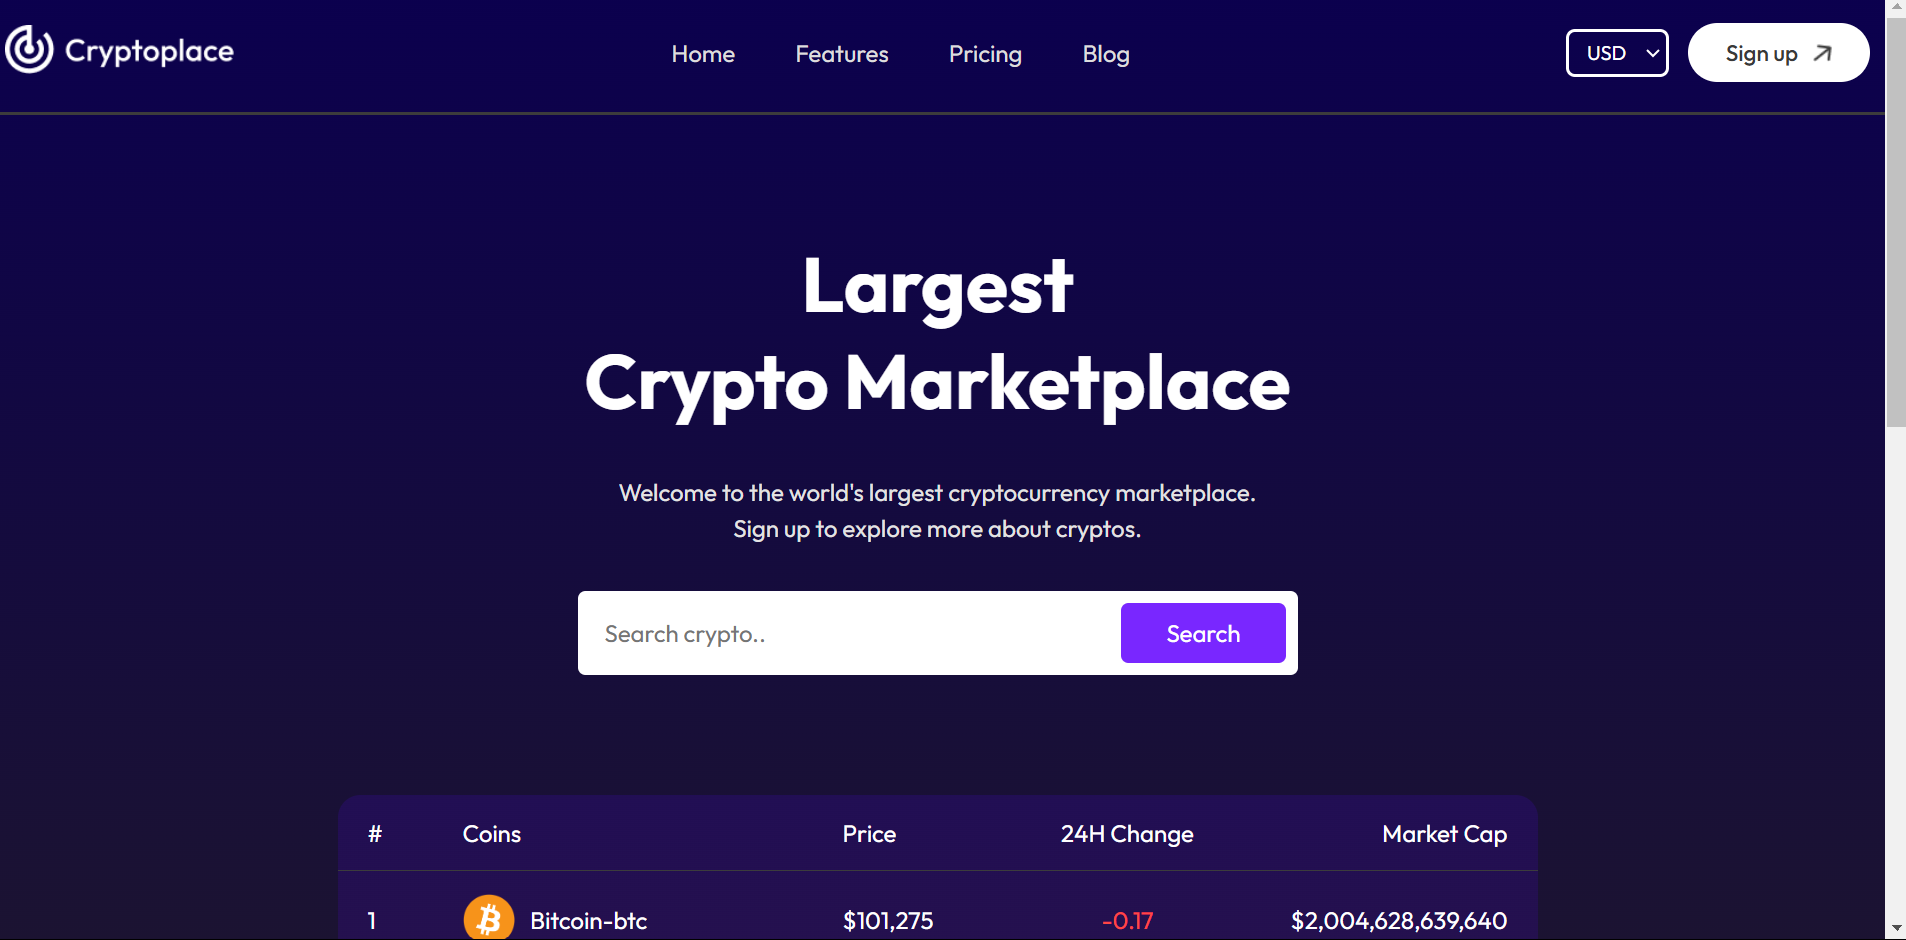 Cryptoplace
Home Features Pricing Blog
USD
Sign up
Largest
Crypto Marketplace
Welcome to the world's largest cryptocurrency marketplace.
Sign up to explore more about cryptos.
Search crypto..
Search
# Coins Price 24H Change Market Cap
1 Bitcoin-btc $101,275 -0.17 $2,004,628,639,640